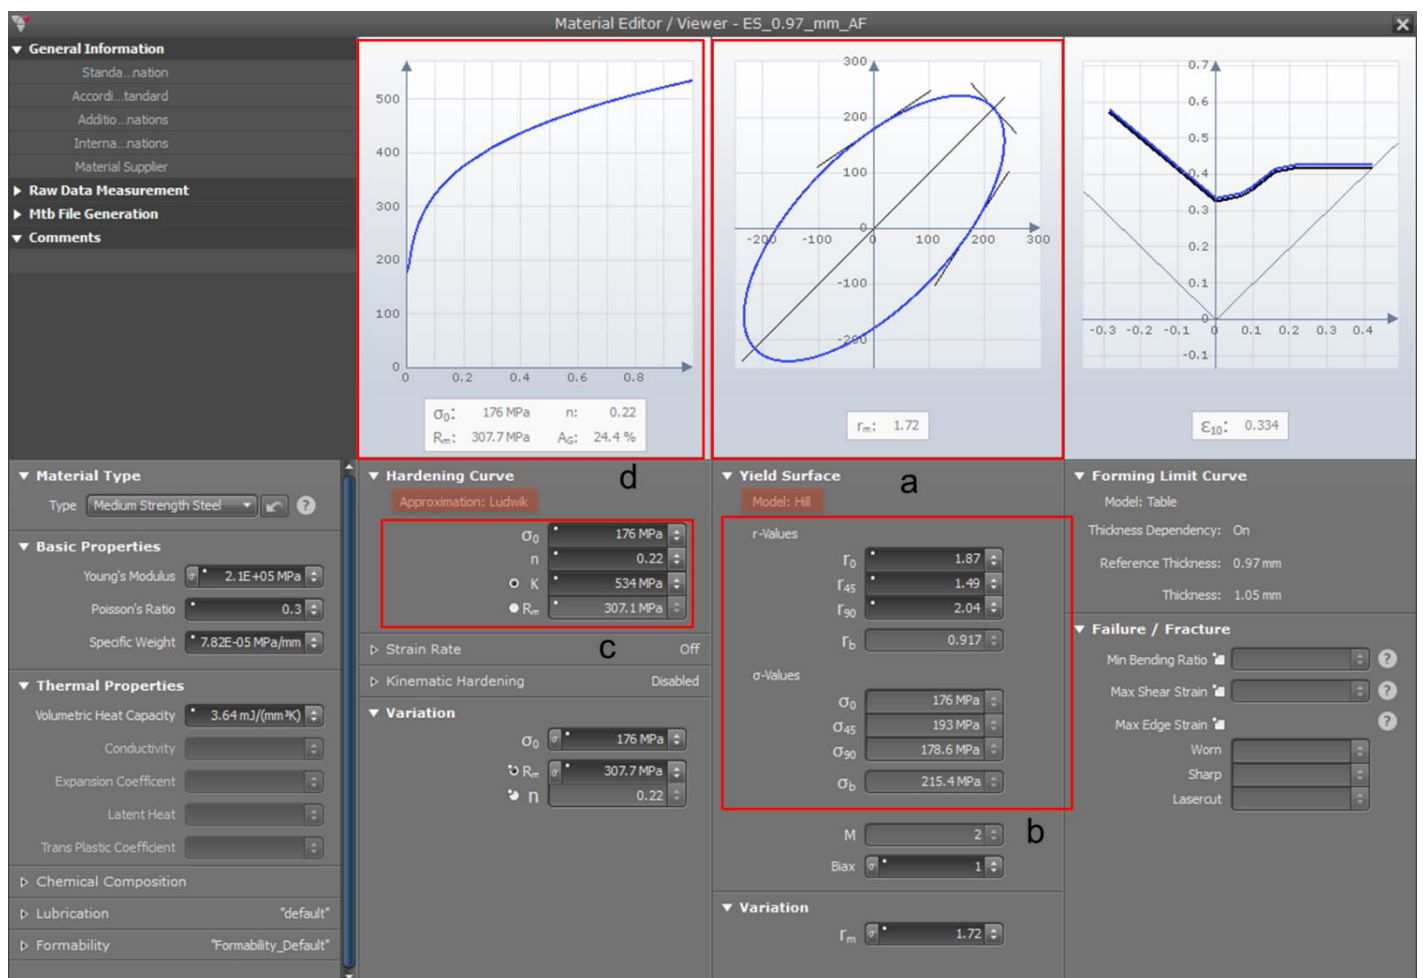 Material Editor / Viewer - ES_0.97_mm_AF
General Information
Standa...nation
Accordi...tandard
Additio...nations
Interna...nations
Material Supplier
Raw Data Measurement
Mtb File Generation
Comments
500
400
300
200
100
0
0 0.2 0.4 0.6 0.8
σ₀: 176 MPa n: 0.22
Rₘ: 307.7 MPa A_G: 24.4 %
300
200
100
0
-200 -100 0 100 200 300
-100
-200
rₘ: 1.72
0.7
0.6
0.5
0.4
0.3
0.2
0.1
0
-0.3 -0.2 -0.1 0 0.1 0.2 0.3 0.4
-0.1
ε₁₀: 0.334
Material Type
Type Medium Strength Steel ?
Basic Properties
Young's Modulus σ 2.1E+05 MPa
Poisson's Ratio 0.3
Specific Weight 7.82E-05 MPa/mm
Thermal Properties
Volumetric Heat Capacity 3.64 mJ/(mm³K)
Conductivity
Expansion Coefficent
Latent Heat
Trans Plastic Coefficient
Chemical Composition
Lubrication "default"
Formability "Formability_Default"
Hardening Curve
d
Approximation: Ludwik
σ₀ 176 MPa
n 0.22
K 534 MPa
Rₘ 307.1 MPa
c
Strain Rate Off
Kinematic Hardening Disabled
Variation
σ₀ σ 176 MPa
Rₘ σ 307.7 MPa
n 0.22
Yield Surface
a
Model: Hill
r-Values
r₀ 1.87
r₄₅ 1.49
r₉₀ 2.04
r_b 0.917
σ-Values
σ₀ 176 MPa
σ₄₅ 193 MPa
σ₉₀ 178.6 MPa
σ_b 215.4 MPa
b
M 2
Biax σ 1
Variation
rₘ σ 1.72
Forming Limit Curve
Model: Table
Thickness Dependency: On
Reference Thickness: 0.97 mm
Thickness: 1.05 mm
Failure / Fracture
Min Bending Ratio ?
Max Shear Strain ?
Max Edge Strain ?
Worn
Sharp
Lasercut